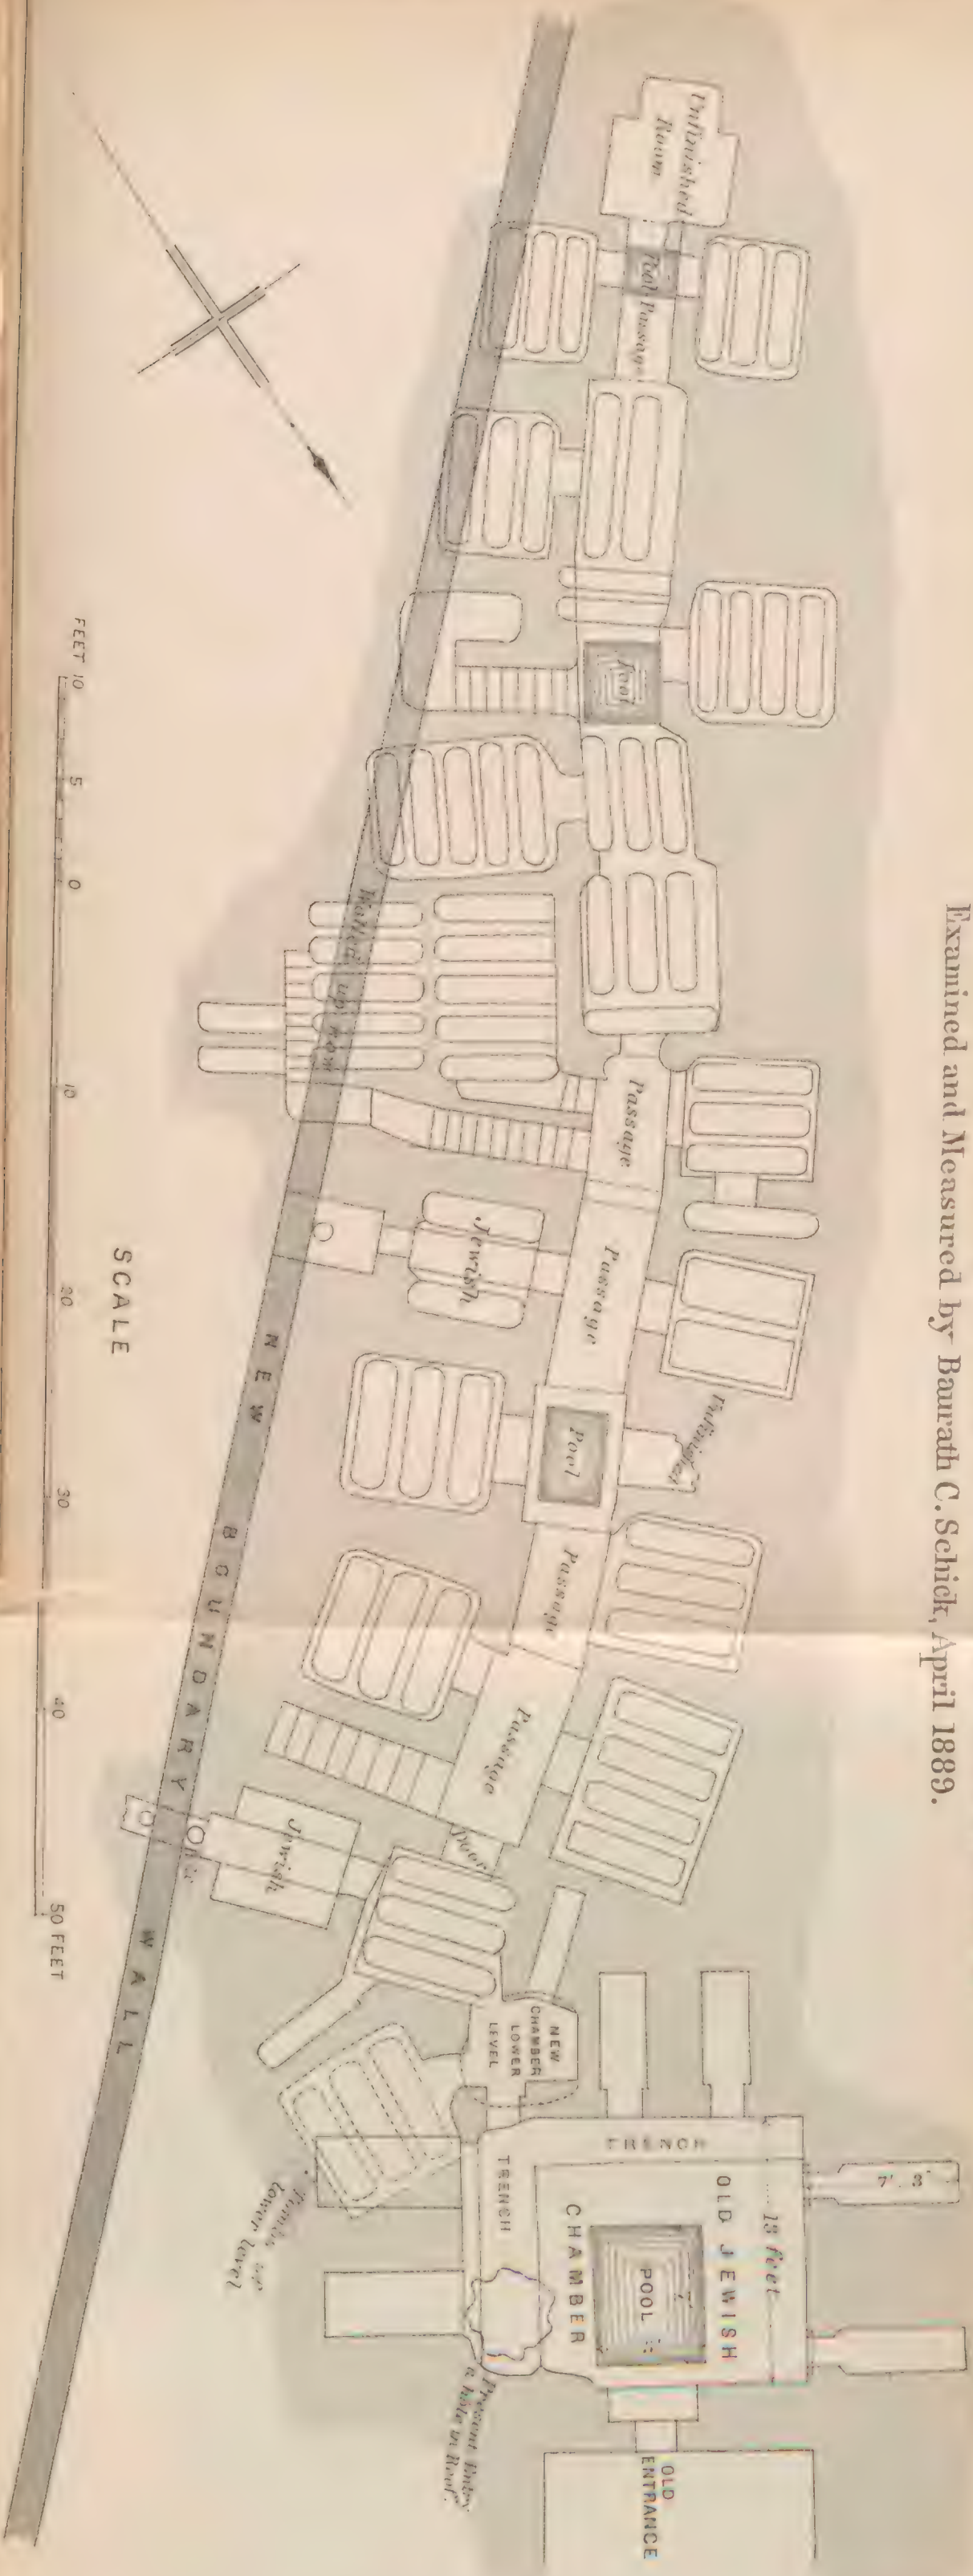 Examined and Measured by Baurath C. Schick, April 1889.
Unfinished
Room
Pool
Passage
Pool
Walled up now
Passage
Jewish
Passage
Unfinished
Pool
Passage
Passage
Door
Jewish
NEW BOUNDARY WALL
NEW
CHAMBER
LOWER
LEVEL
TRENCH
TRENCH
OLD JEWISH
CHAMBER
POOL
13 feet
Tombs
lower level
Present Entry
a hole in Roof
OLD
ENTRANCE
FEET 10 5 0 10 20 30 40 50 FEET
SCALE